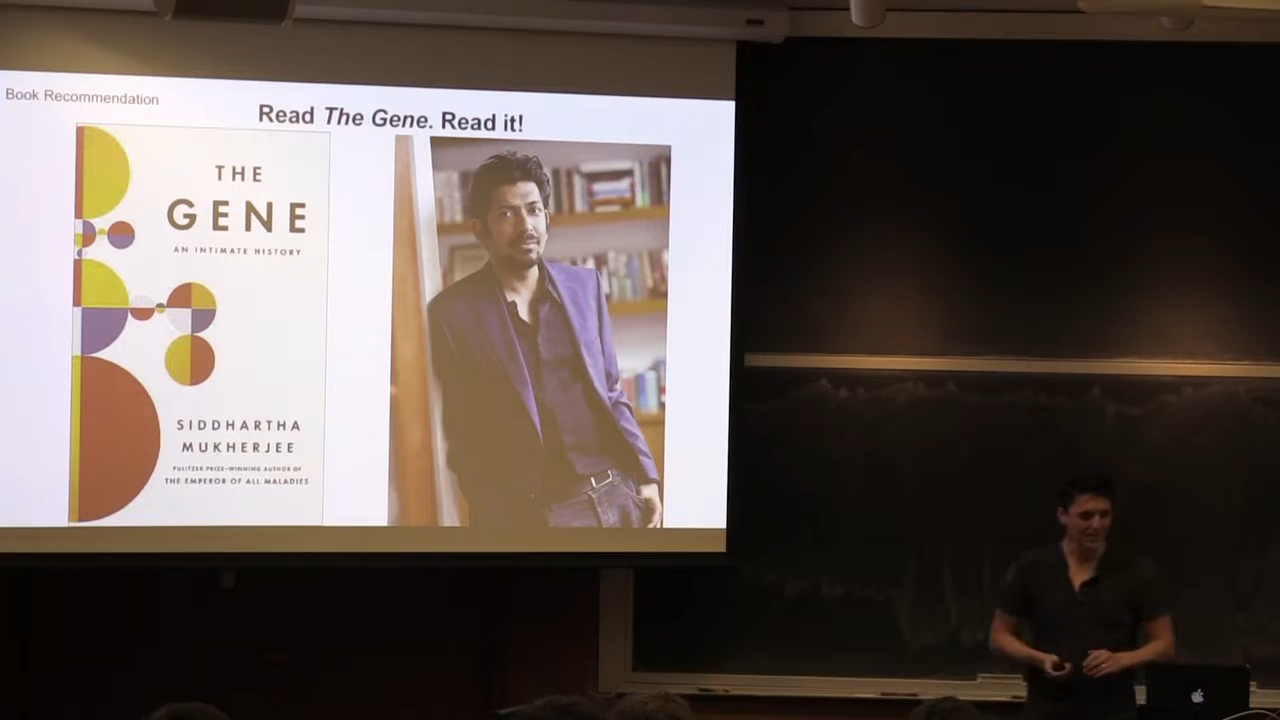 Book Recommendation
Read The Gene. Read it!
THE
GENE
AN INTIMATE HISTORY
SIDDHARTHA
MUKHERJEE
PULITZER PRIZE-WINNING AUTHOR OF
THE EMPEROR OF ALL MALADIES